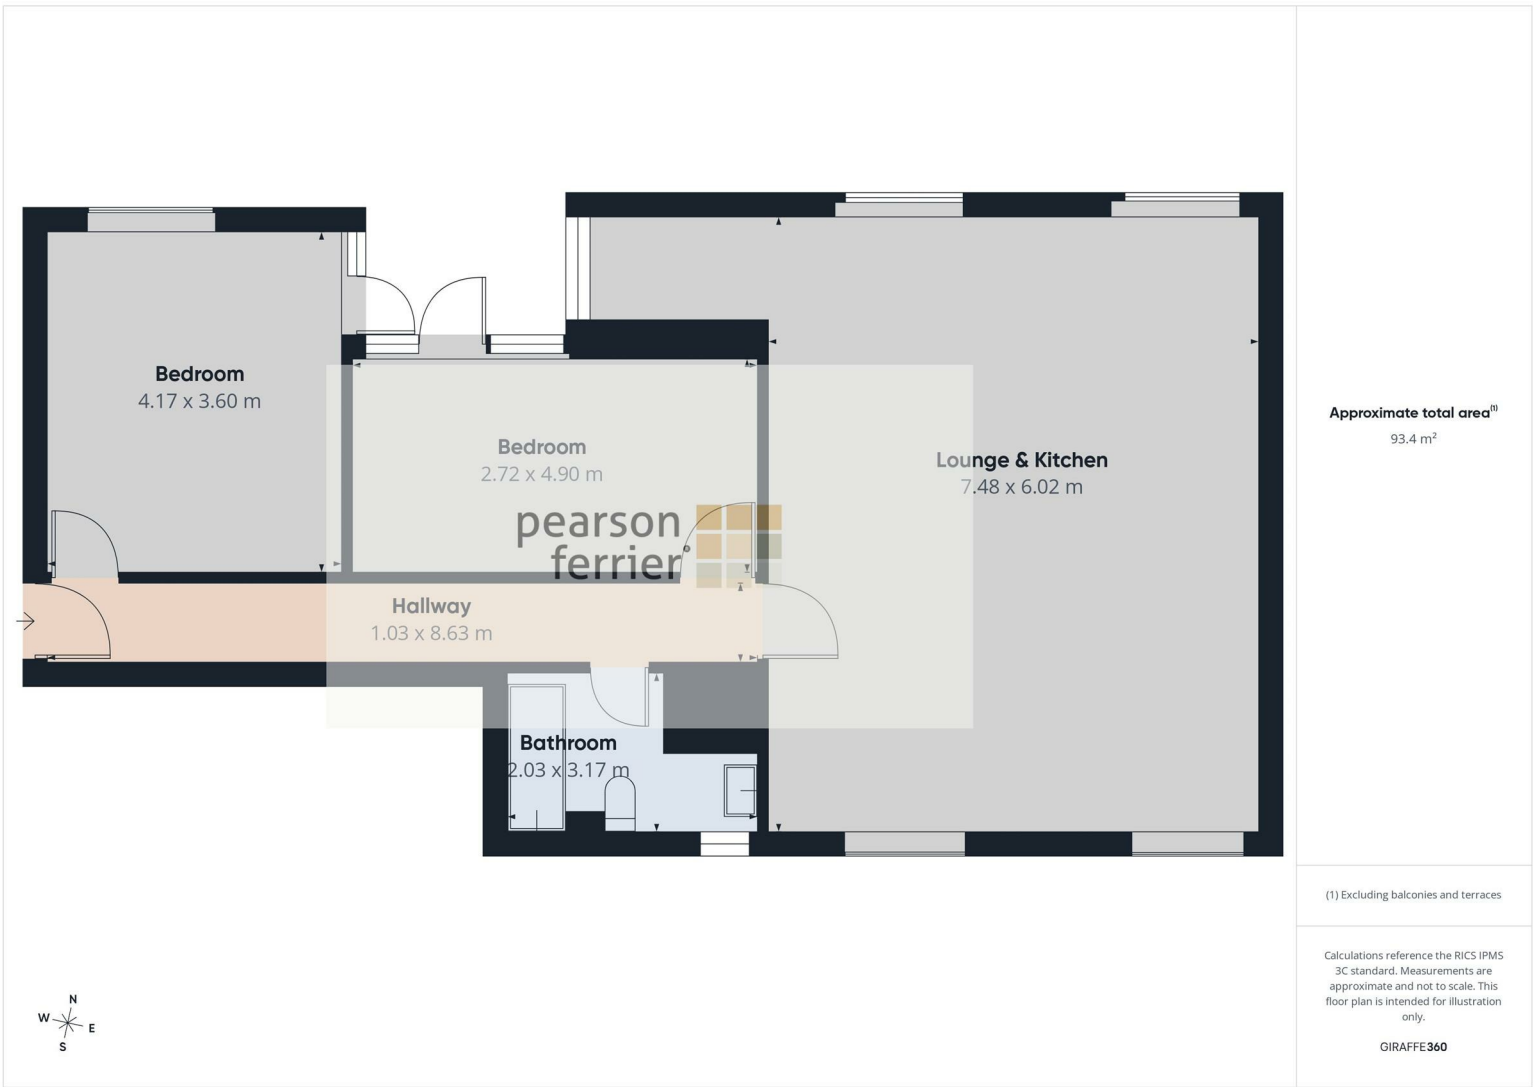 Bedroom
4.17 x 3.60 m
Bedroom
2.72 x 4.90 m
Lounge & Kitchen
7.48 x 6.02 m
pearson
ferrier
Hallway
1.03 x 8.63 m
Bathroom
2.03 x 3.17 m
N
W
E
S
Approximate total area(1)
93.4 m²
(1) Excluding balconies and terraces
Calculations reference the RICS IPMS
3C standard. Measurements are
approximate and not to scale. This
floor plan is intended for illustration
only.
GIRAFFE360